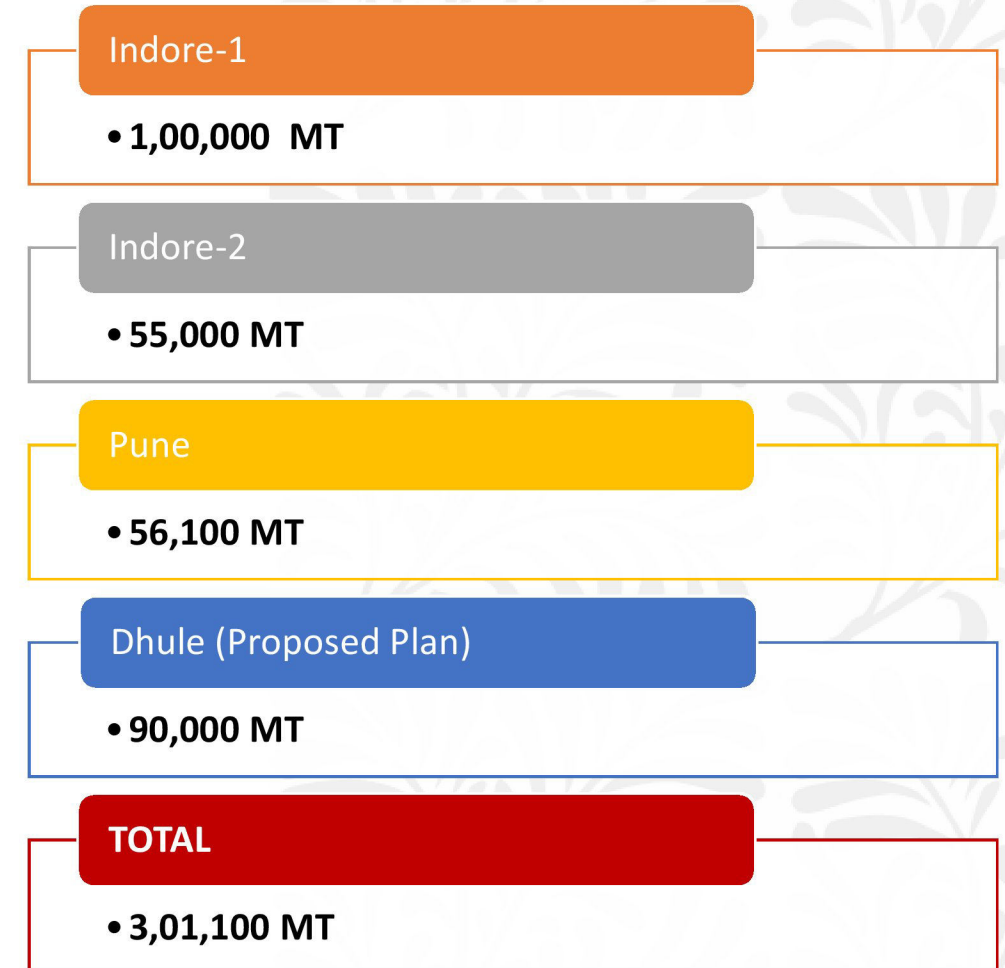 Indore-1
• 1,00,000 MT
Indore-2
• 55,000 MT
Pune
• 56,100 MT
Dhule (Proposed Plan)
• 90,000 MT
TOTAL
• 3,01,100 MT